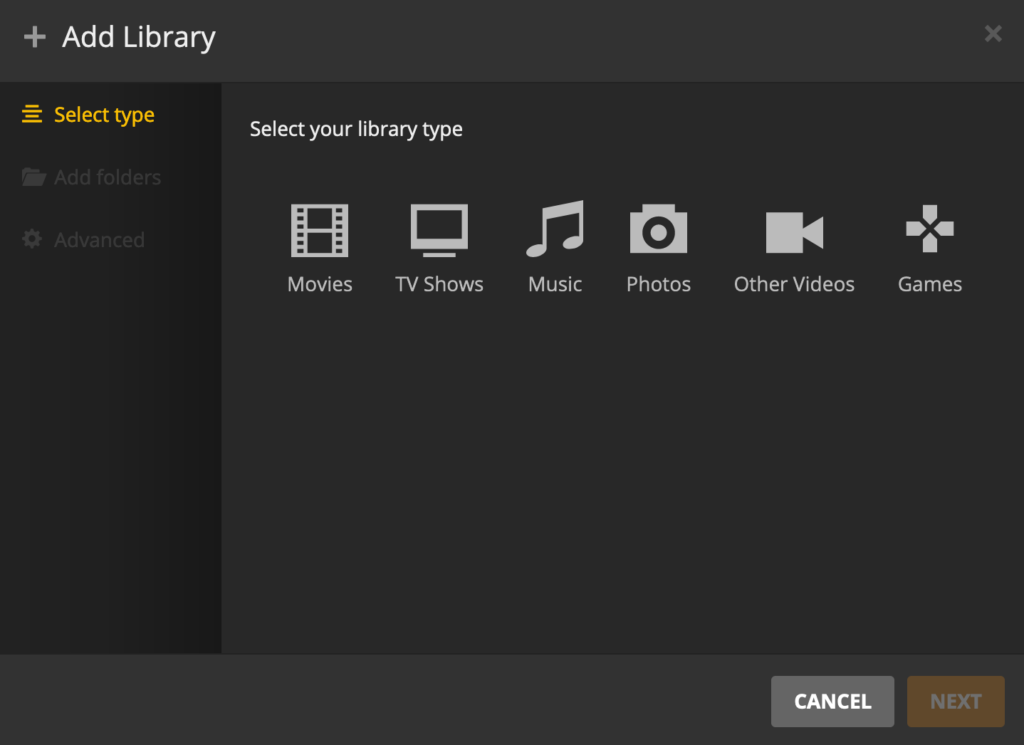 Add Library
Select type
Add folders
Advanced
Select your library type
Movies
TV Shows
Music
Photos
Other Videos
Games
CANCEL
NEXT